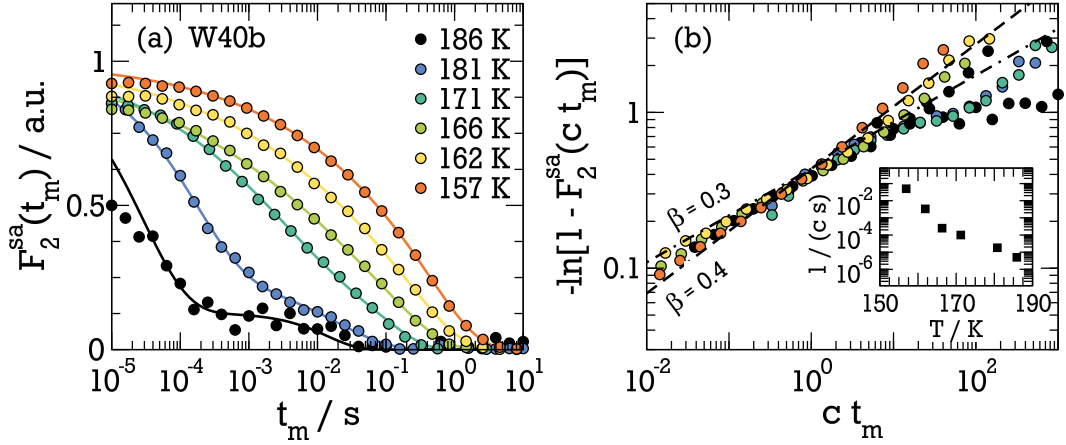 (a) W40b
186 K
181 K
171 K
166 K
162 K
157 K
1
0.5
0
F₂ˢᵃ(tₘ) / a.u.
10⁻⁵ 10⁻⁴ 10⁻³ 10⁻² 10⁻¹ 10⁰ 10¹
tₘ / s
(b)
1
0.1
-ln[1 - F₂ˢᵃ(c tₘ)]
β = 0.3
β = 0.4
10⁻²
10⁻⁴
10⁻⁶
1 / (c s)
150 170 190
T / K
10⁻² 10⁰ 10²
c tₘ